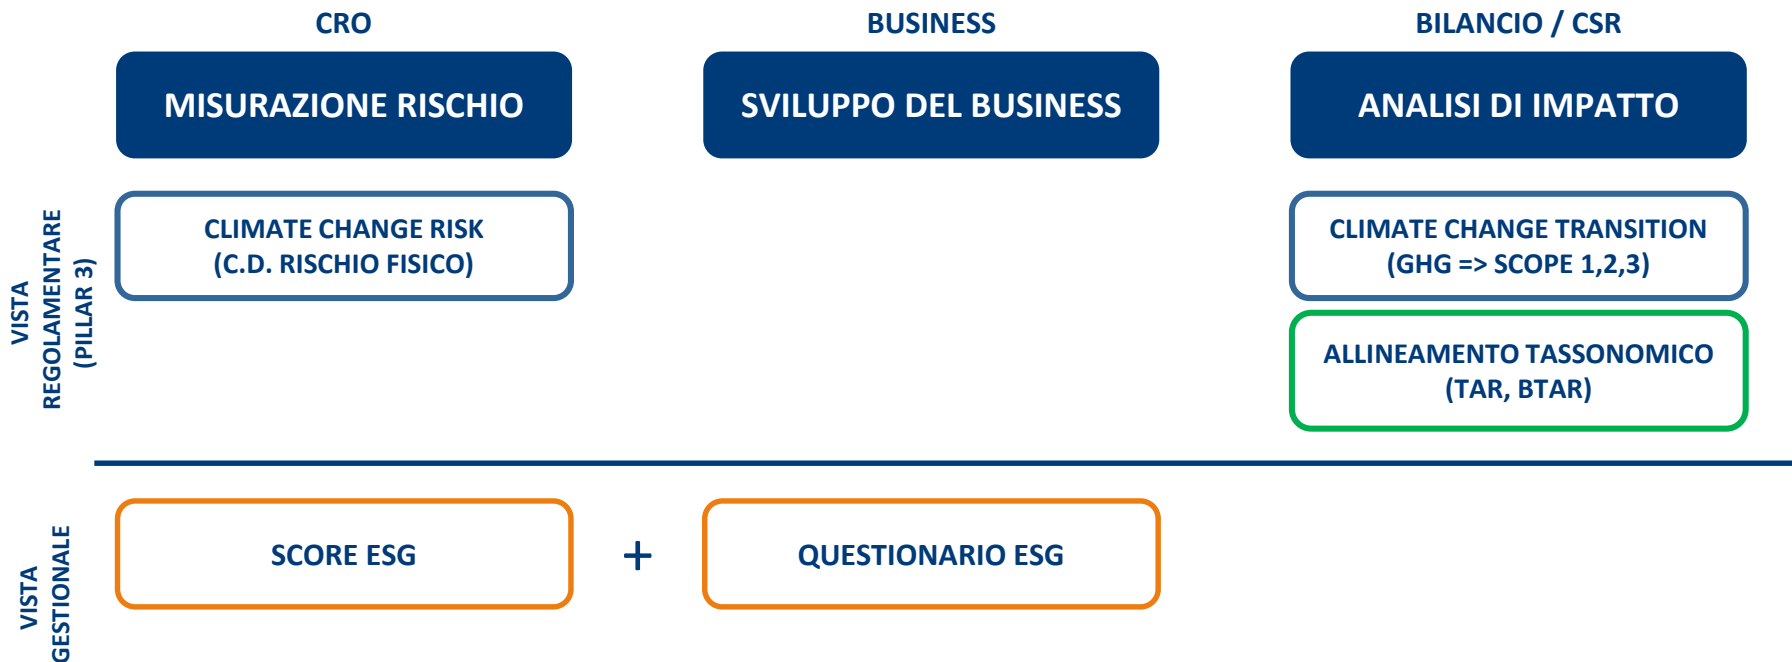 CRO
BUSINESS
BILANCIO / CSR
MISURAZIONE RISCHIO
SVILUPPO DEL BUSINESS
ANALISI DI IMPATTO
VISTA
REGOLAMENTARE
(PILLAR 3)
CLIMATE CHANGE RISK
(C.D. RISCHIO FISICO)
CLIMATE CHANGE TRANSITION
(GHG => SCOPE 1,2,3)
ALLINEAMENTO TASSONOMICO
(TAR, BTAR)
VISTA
GESTIONALE
SCORE ESG
+
QUESTIONARIO ESG